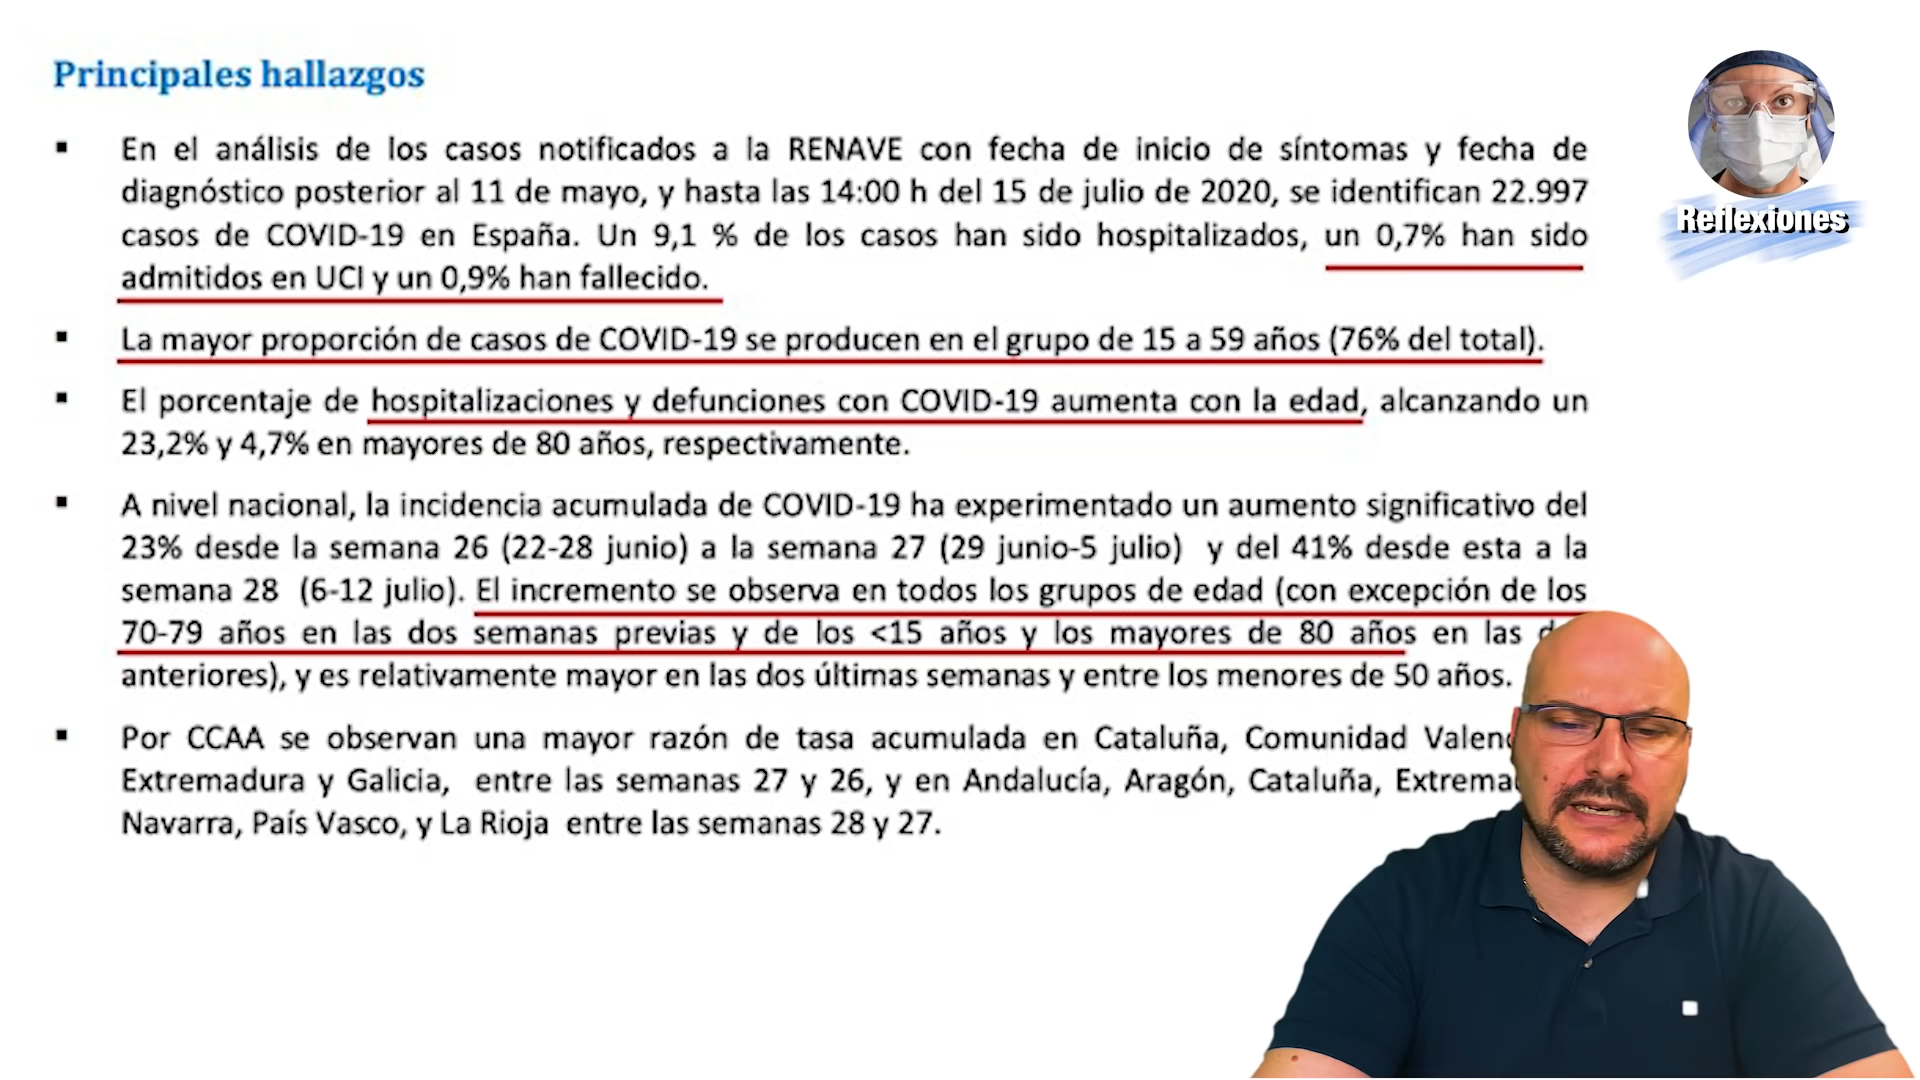 Principales hallazgos
Reflexiones
▪ En el análisis de los casos notificados a la RENAVE con fecha de inicio de síntomas y fecha de
diagnóstico posterior al 11 de mayo, y hasta las 14:00 h del 15 de julio de 2020, se identifican 22.997
casos de COVID-19 en España. Un 9,1 % de los casos han sido hospitalizados, un 0,7% han sido
admitidos en UCI y un 0,9% han fallecido.
▪ La mayor proporción de casos de COVID-19 se producen en el grupo de 15 a 59 años (76% del total).
▪ El porcentaje de hospitalizaciones y defunciones con COVID-19 aumenta con la edad, alcanzando un
23,2% y 4,7% en mayores de 80 años, respectivamente.
▪ A nivel nacional, la incidencia acumulada de COVID-19 ha experimentado un aumento significativo del
23% desde la semana 26 (22-28 junio) a la semana 27 (29 junio-5 julio) y del 41% desde esta a la
semana 28 (6-12 julio). El incremento se observa en todos los grupos de edad (con excepción de los
70-79 años en las dos semanas previas y de los <15 años y los mayores de 80 años en las
anteriores), y es relativamente mayor en las dos últimas semanas y entre los menores de 50 años.
▪ Por CCAA se observan una mayor razón de tasa acumulada en Cataluña, Comunidad
Extremadura y Galicia, entre las semanas 27 y 26, y en Andalucía, Aragón, Cataluña,
Navarra, País Vasco, y La Rioja entre las semanas 28 y 27.